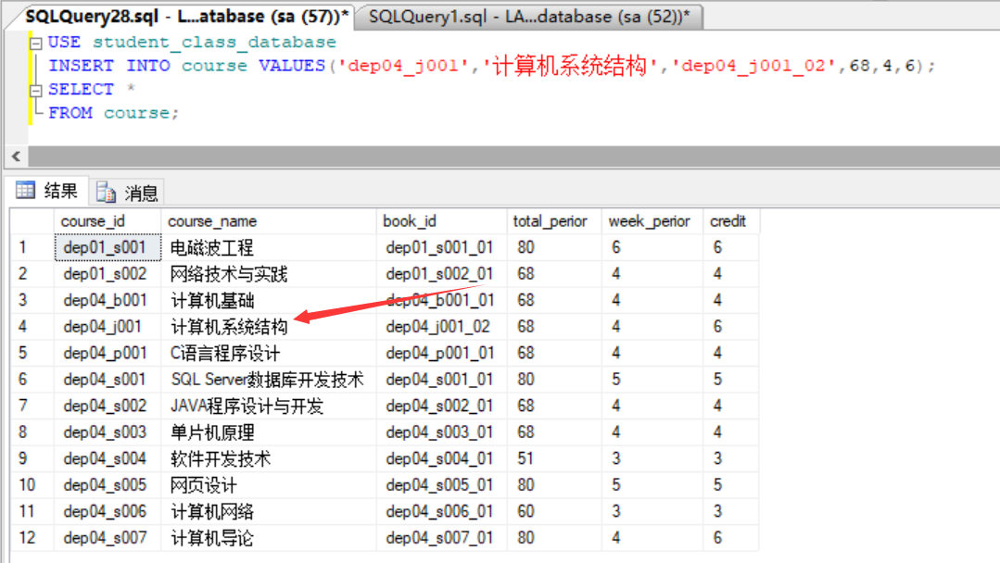 SQLQuery28.sql - L...atabase (sa (57))* SQLQuery1.sql - LA...database (sa (52))*
USE student_class_database
INSERT INTO course VALUES('dep04_j001','计算机系统结构','dep04_j001_02',68,4,6);
SELECT *
FROM course;
结果 消息
course_id course_name book_id total_perior week_perior credit
1 dep01_s001 电磁波工程 dep01_s001_01 80 6 6
2 dep01_s002 网络技术与实践 dep01_s002_01 68 4 4
3 dep04_b001 计算机基础 dep04_b001_01 68 4 4
4 dep04_j001 计算机系统结构 dep04_j001_02 68 4 6
5 dep04_p001 C语言程序设计 dep04_p001_01 68 4 4
6 dep04_s001 SQL Server数据库开发技术 dep04_s001_01 80 5 5
7 dep04_s002 JAVA程序设计与开发 dep04_s002_01 68 4 4
8 dep04_s003 单片机原理 dep04_s003_01 68 4 4
9 dep04_s004 软件开发技术 dep04_s004_01 51 3 3
10 dep04_s005 网页设计 dep04_s005_01 80 5 5
11 dep04_s006 计算机网络 dep04_s006_01 60 3 3
12 dep04_s007 计算机导论 dep04_s007_01 80 4 6